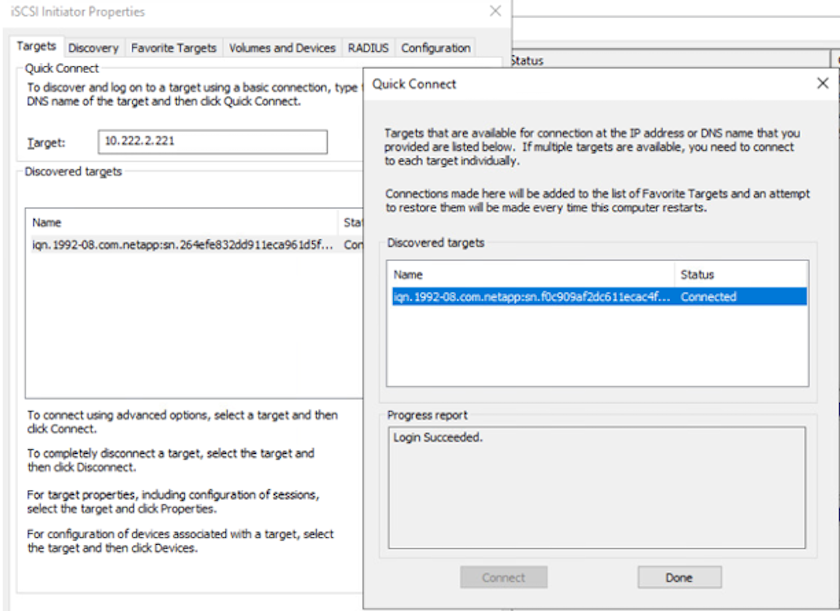 iSCSI Initiator Properties
Targets Discovery Favorite Targets Volumes and Devices RADIUS Configuration
Quick Connect
To discover and log on to a target using a basic connection, type
DNS name of the target and then click Quick Connect.
Target: 10.222.2.221
Discovered targets
Name
iqn.1992-08.com.netapp:sn.264efe832dd911eca961d5f...
To connect using advanced options, select a target and then
click Connect.
To completely disconnect a target, select the target and
then click Disconnect.
For target properties, including configuration of sessions,
select the target and click Properties.
For configuration of devices associated with a target, select
the target and then click Devices.
Status
Quick Connect
Targets that are available for connection at the IP address or DNS name that you
provided are listed below. If multiple targets are available, you need to connect
to each target individually.
Connections made here will be added to the list of Favorite Targets and an attempt
to restore them will be made every time this computer restarts.
Discovered targets
Name Status
iqn.1992-08.com.netapp:sn.f0c909af2dc611ecac4f... Connected
Progress report
Login Succeeded.
Connect Done